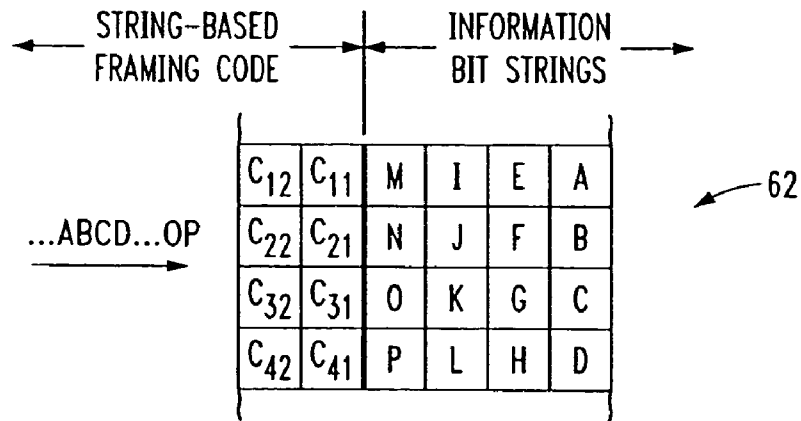 STRING-BASED
FRAMING CODE
INFORMATION
BIT STRINGS
C12 C11 M I E A
62
...ABCD...OP
C22 C21 N J F B
C32 C31 O K G C
C42 C41 P L H D